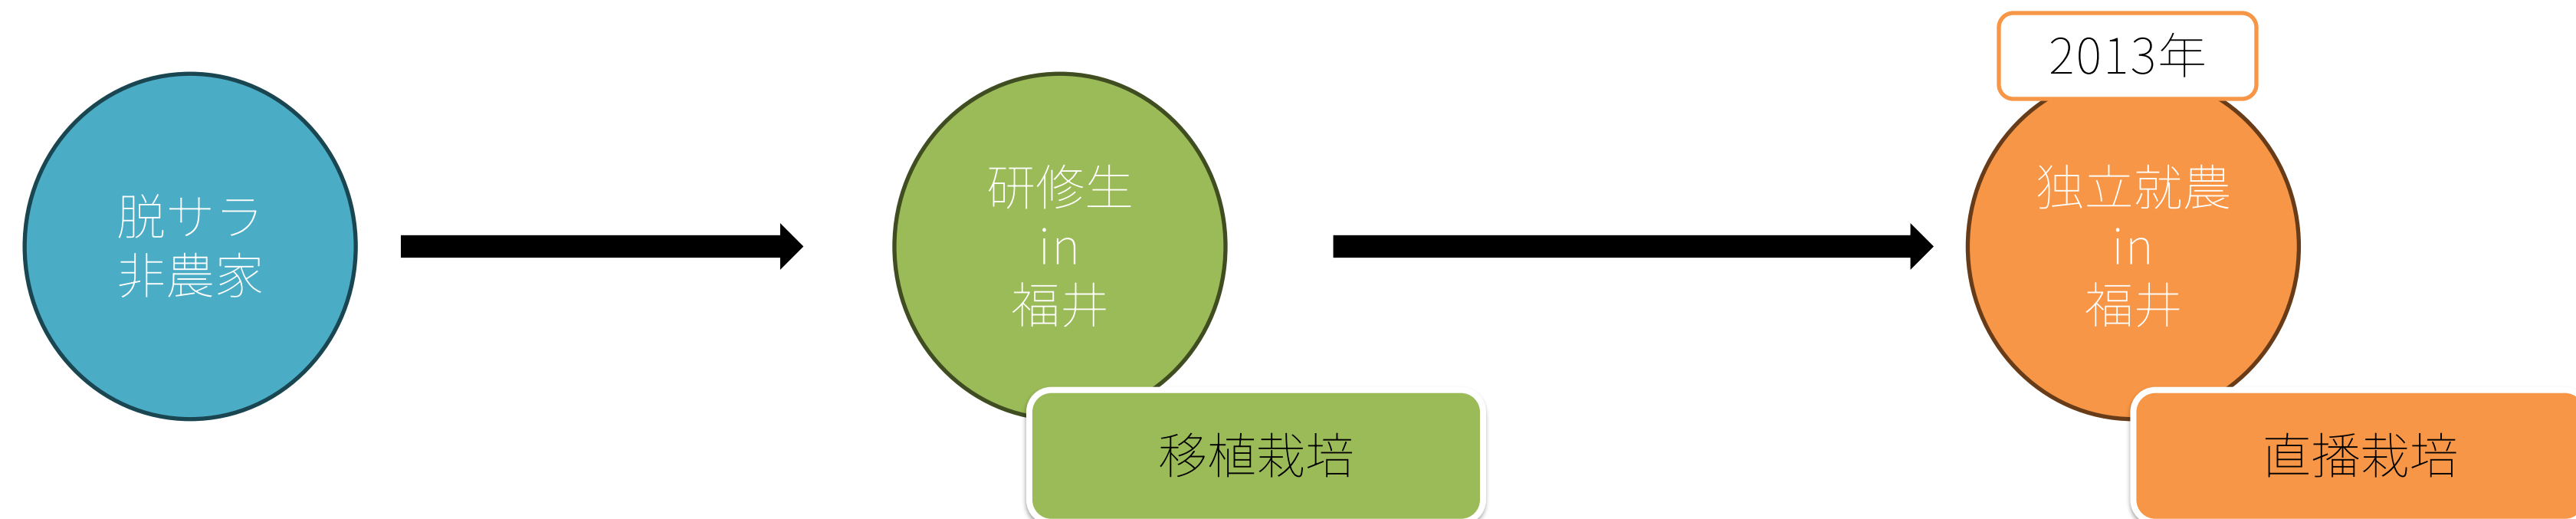 脱サラ
非農家
研修生
in
福井
移植栽培
2013年
独立就農
in
福井
直播栽培